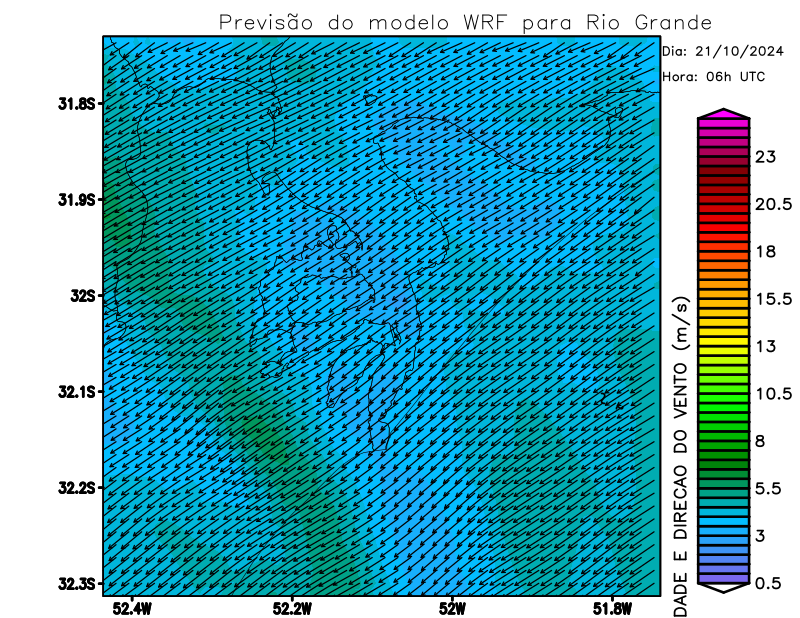 Previsão do modelo WRF para Rio Grande
Dia: 21/10/2024
Hora: 06h UTC
31.8S
31.9S
32S
32.1S
32.2S
32.3S
52.4W
52.2W
52W
51.8W
DADE E DIRECAO DO VENTO (m/s)
23
20.5
18
15.5
13
10.5
8
5.5
3
0.5